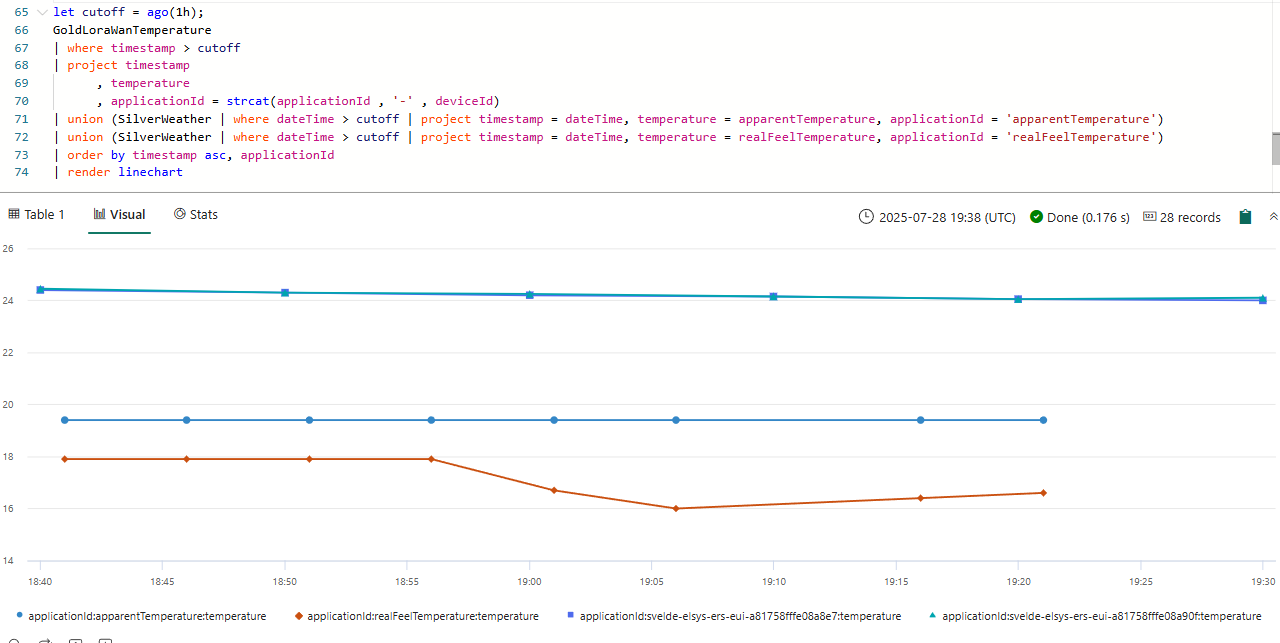 65 let cutoff = ago(1h);
66 GoldLoraWanTemperature
67 | where timestamp > cutoff
68 | project timestamp
69 , temperature
70 , applicationId = strcat(applicationId , '-' , deviceId)
71 | union (SilverWeather | where dateTime > cutoff | project timestamp = dateTime, temperature = apparentTemperature, applicationId = 'apparentTemperature')
72 | union (SilverWeather | where dateTime > cutoff | project timestamp = dateTime, temperature = realFeelTemperature, applicationId = 'realFeelTemperature')
73 | order by timestamp asc, applicationId
74 | render linechart
Table 1 Visual Stats 2025-07-28 19:38 (UTC) Done (0.176 s) 123 28 records
26
24
22
20
18
16
14
18:40 18:45 18:50 18:55 19:00 19:05 19:10 19:15 19:20 19:25 19:30
applicationId:apparentTemperature:temperature applicationId:realFeelTemperature:temperature applicationId:svelde-elsys-ers-eui-a81758fffe08a8e7:temperature applicationId:svelde-elsys-ers-eui-a81758fffe08a90f:temperature